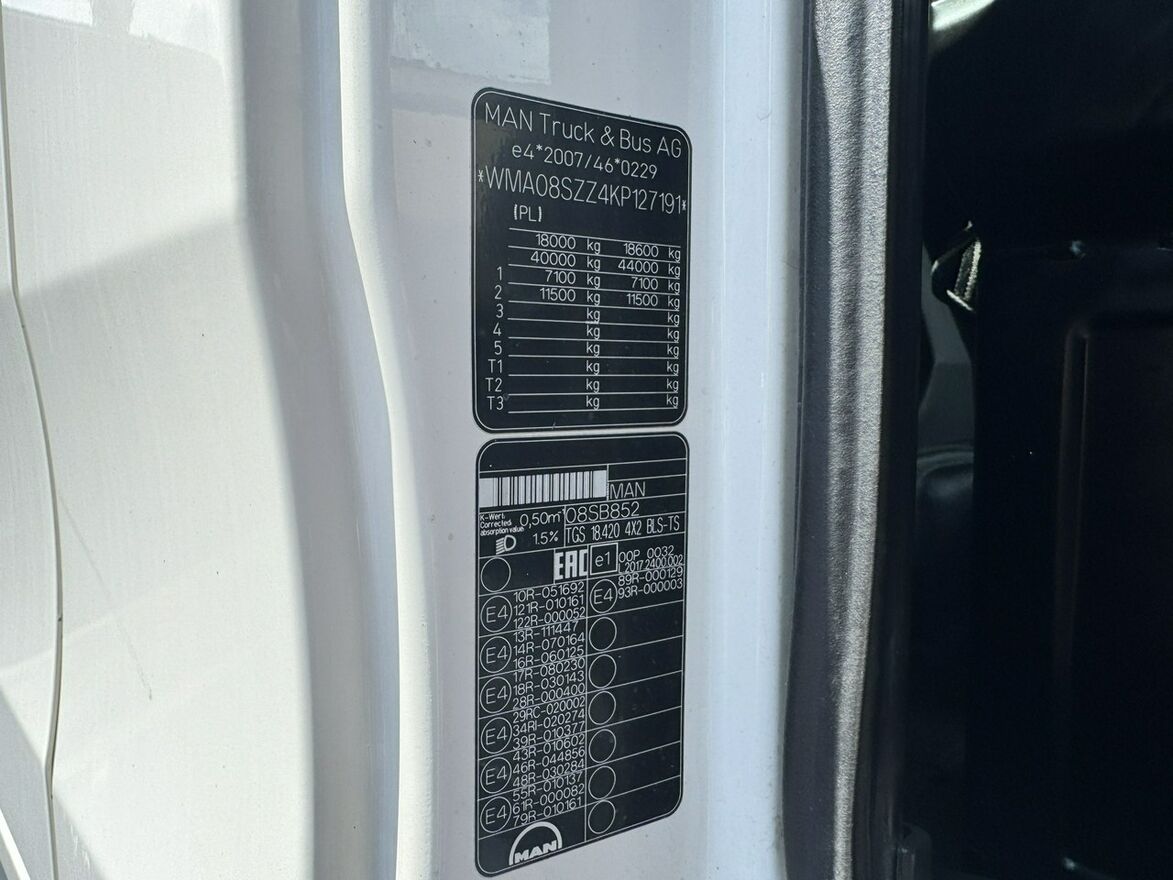 MAN Truck & Bus AG
e4*2007/46*0229
*WMA08SZZ4KP127191*
(PL)
18000 kg 18600 kg
40000 kg 44000 kg
1 7100 kg 7100 kg
2 11500 kg 11500 kg
3 kg kg
4 kg kg
5 kg kg
T1 kg kg
T2 kg kg
T3 kg kg
MAN
K-Wert 0,50m⁻¹ 08SB852
Corrected
absorption value
1.5% TGS 18.420 4X2 BLS-TS
EAC e1 00P 0032
2017 2400.002
10R-051692 89R-000129
E4 121R-010161 E4 93R-000003
122R-000052
13R-111447
E4 14R-070164
16R-060125
17R-080230
E4 18R-030143
28R-000400
29RC-020002
E4 34RI-020274
39R-010377
43R-010602
E4 46R-044856
48R-030284
55R-010137
E4 61R-000082
79R-010161
MAN